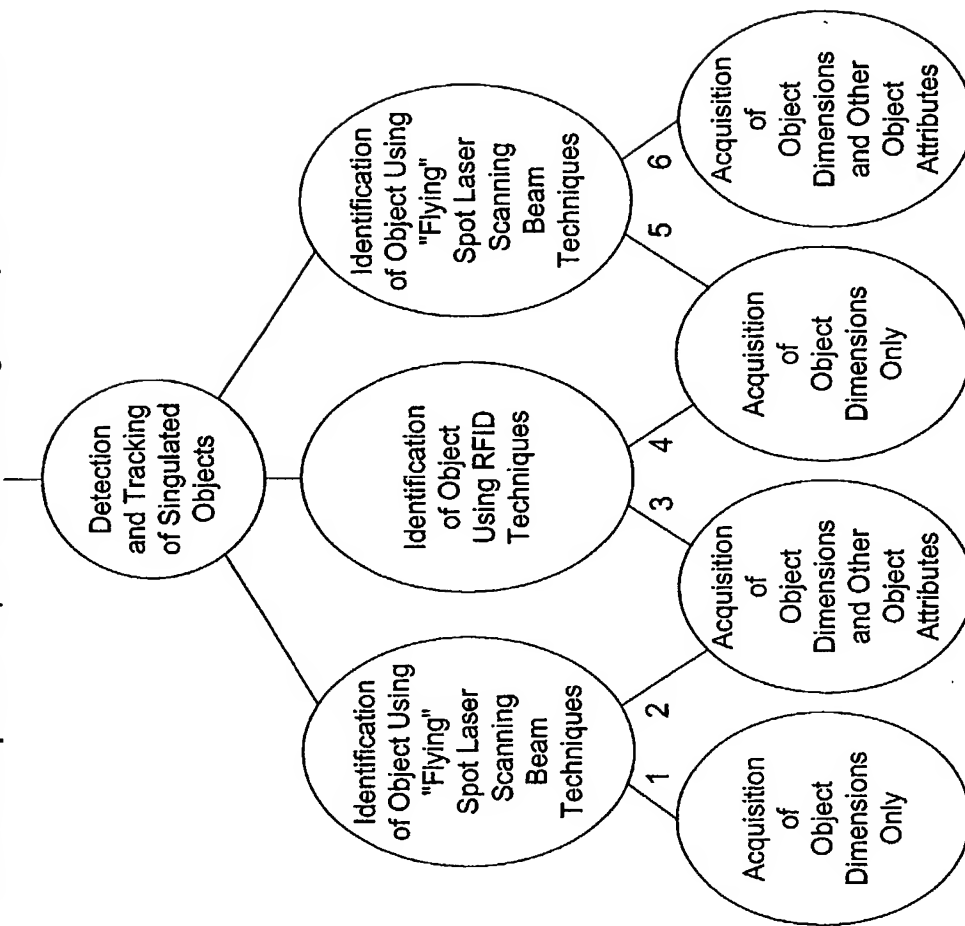 Detection
and Tracking
of Singulated
Objects
Identification
of Object Using
"Flying"
Spot Laser
Scanning
Beam
Techniques
Identification
of Object
Using RFID
Techniques
Identification
of Object Using
"Flying"
Spot Laser
Scanning
Beam
Techniques
1
2
3
4
5
6
Acquisition
of
Object
Dimensions
Only
Acquisition
of
Object
Dimensions
and Other
Object
Attributes
Acquisition
of
Object
Dimensions
Only
Acquisition
of
Object
Dimensions
and Other
Object
Attributes